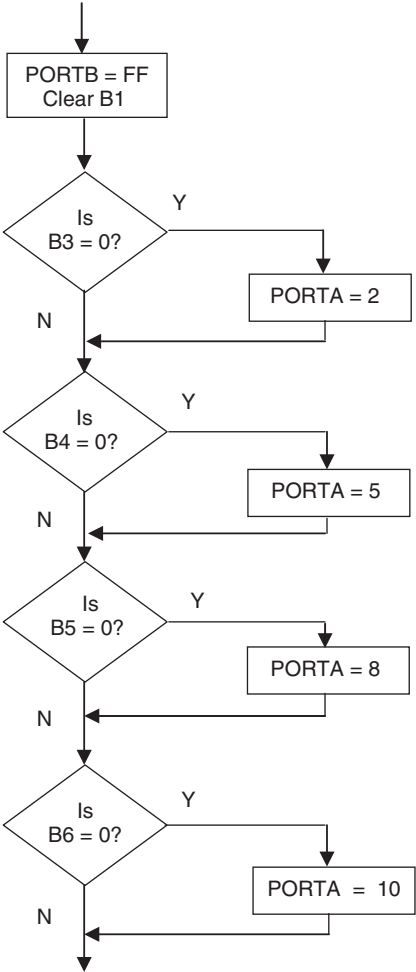 PORTB = FF
Clear B1
Is
B3 = 0?
Y
PORTA = 2
N
Is
B4 = 0?
Y
PORTA = 5
N
Is
B5 = 0?
Y
PORTA = 8
N
Is
B6 = 0?
Y
PORTA = 10
N